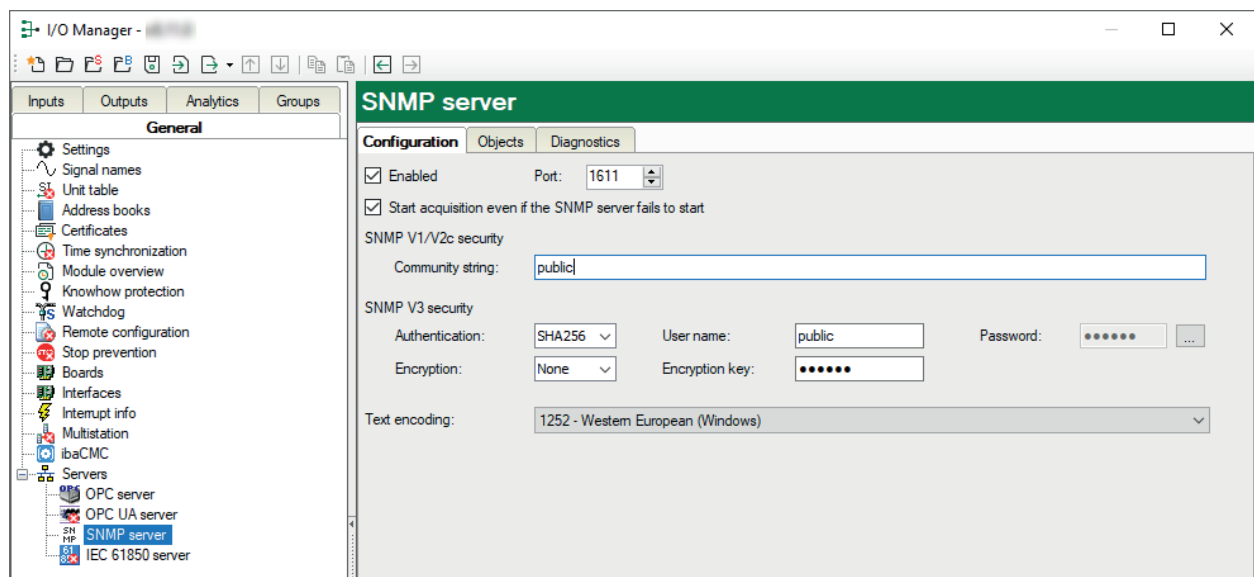 I/O Manager -
Inputs Outputs Analytics Groups
General
Settings
Signal names
Unit table
Address books
Certificates
Time synchronization
Module overview
Knowhow protection
Watchdog
Remote configuration
Stop prevention
Boards
Interfaces
Interrupt info
Multistation
ibaCMC
Servers
OPC server
OPC UA server
SNMP server
IEC 61850 server
SNMP server
Configuration Objects Diagnostics
Enabled Port: 1611
Start acquisition even if the SNMP server fails to start
SNMP V1/V2c security
Community string: public
SNMP V3 security
Authentication: SHA256 User name: public Password: ●●●●●● ...
Encryption: None Encryption key: ●●●●●●
Text encoding: 1252 - Western European (Windows)